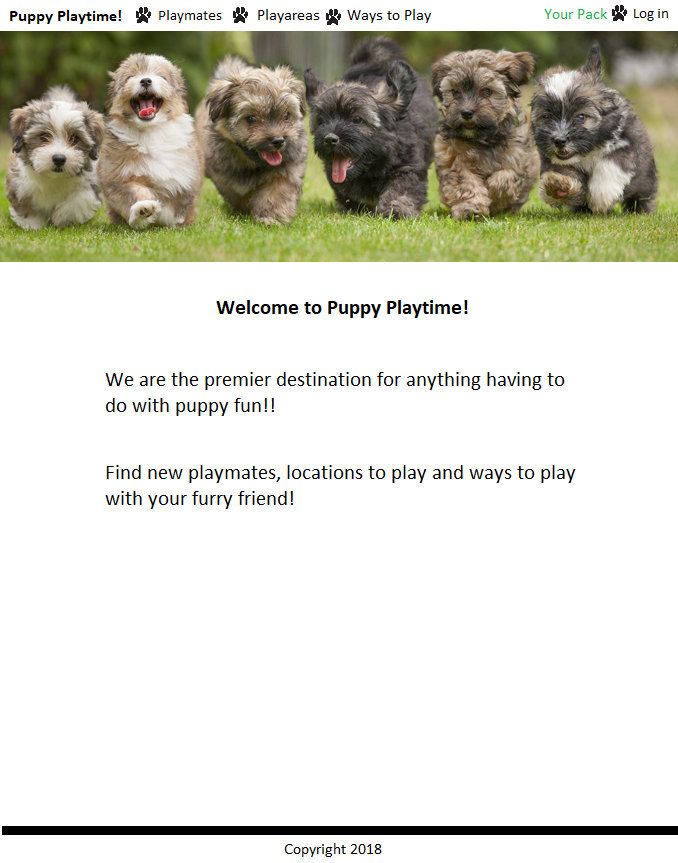 Puppy Playtime! Playmates Playareas Ways to Play Your Pack Log in
Welcome to Puppy Playtime!
We are the premier destination for anything having to
do with puppy fun!!
Find new playmates, locations to play and ways to play
with your furry friend!
Copyright 2018